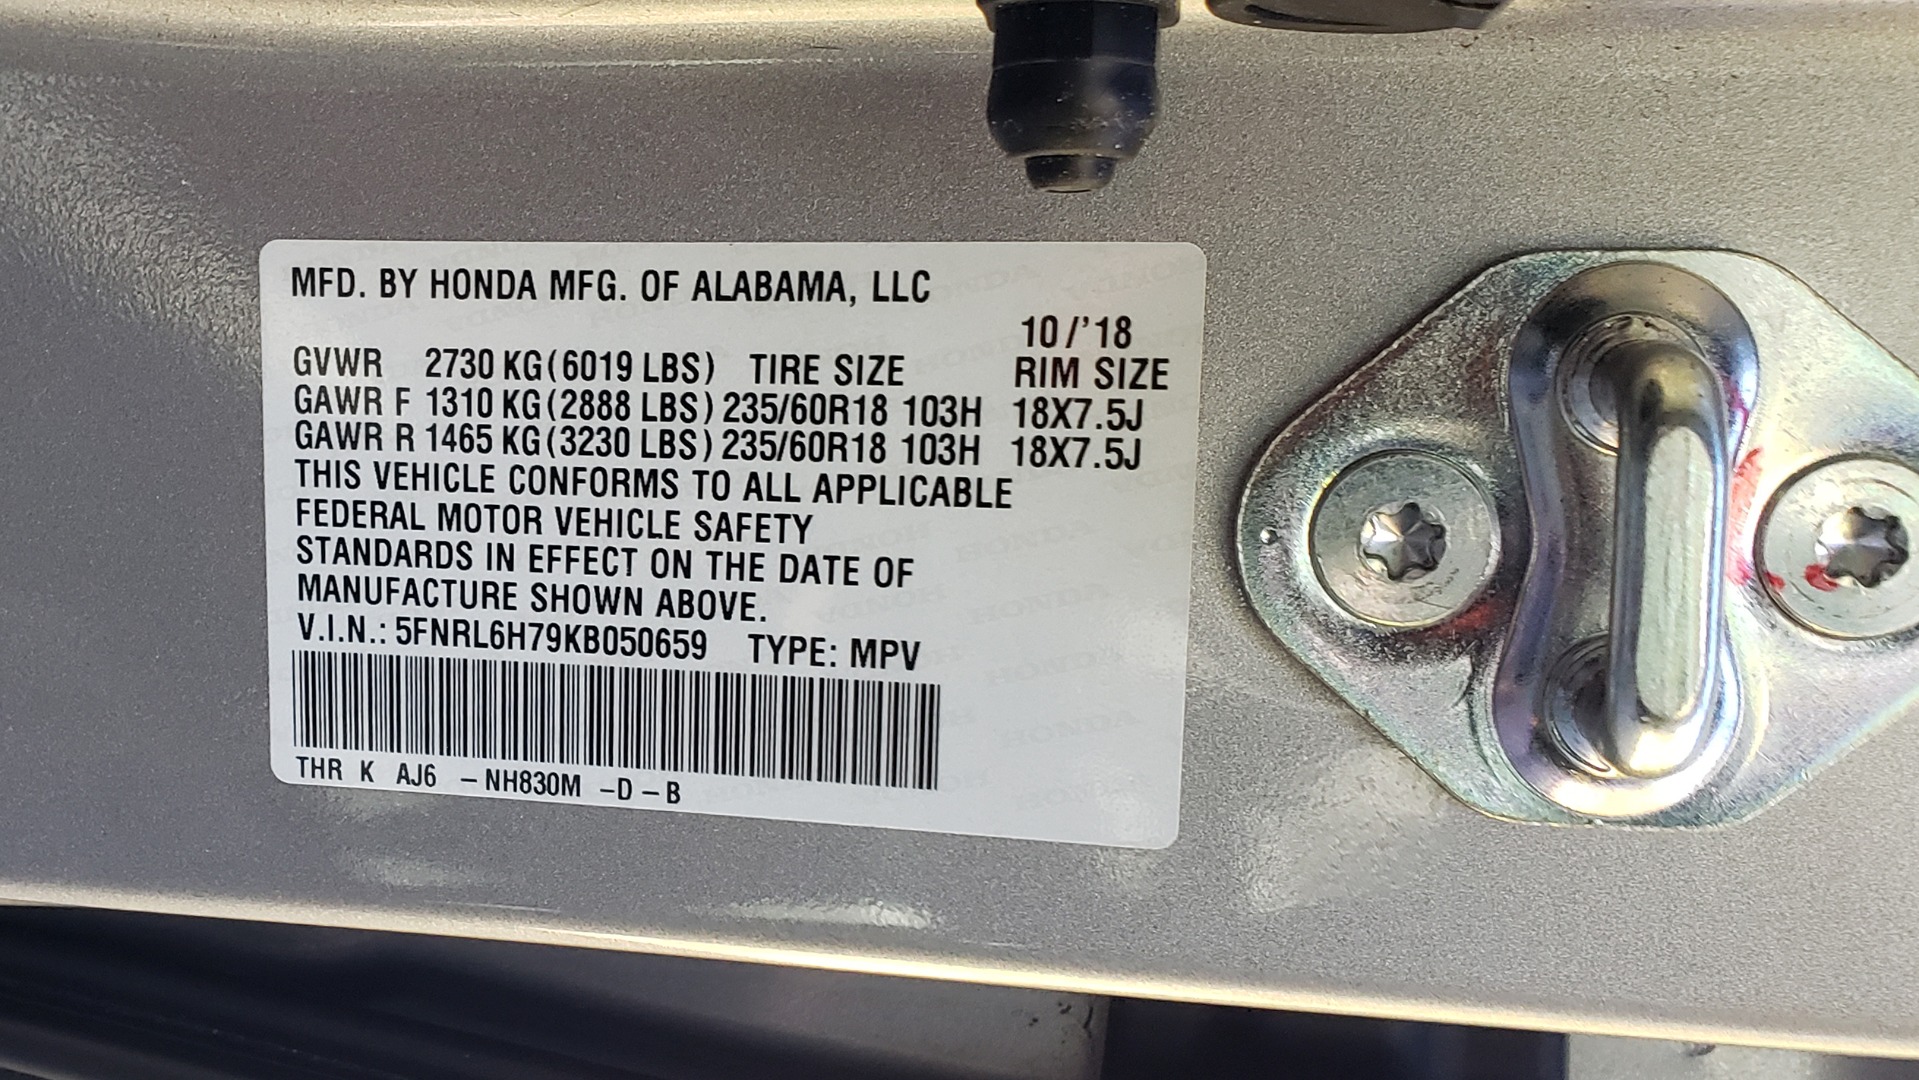 MFD. BY HONDA MFG. OF ALABAMA, LLC
10/'18
GVWR 2730 KG(6019 LBS) TIRE SIZE RIM SIZE
GAWR F 1310 KG(2888 LBS) 235/60R18 103H 18X7.5J
GAWR R 1465 KG(3230 LBS) 235/60R18 103H 18X7.5J
THIS VEHICLE CONFORMS TO ALL APPLICABLE
FEDERAL MOTOR VEHICLE SAFETY
STANDARDS IN EFFECT ON THE DATE OF
MANUFACTURE SHOWN ABOVE.
V.I.N.: 5FNRL6H79KB050659 TYPE: MPV
THR K AJ6 -NH830M -D-B